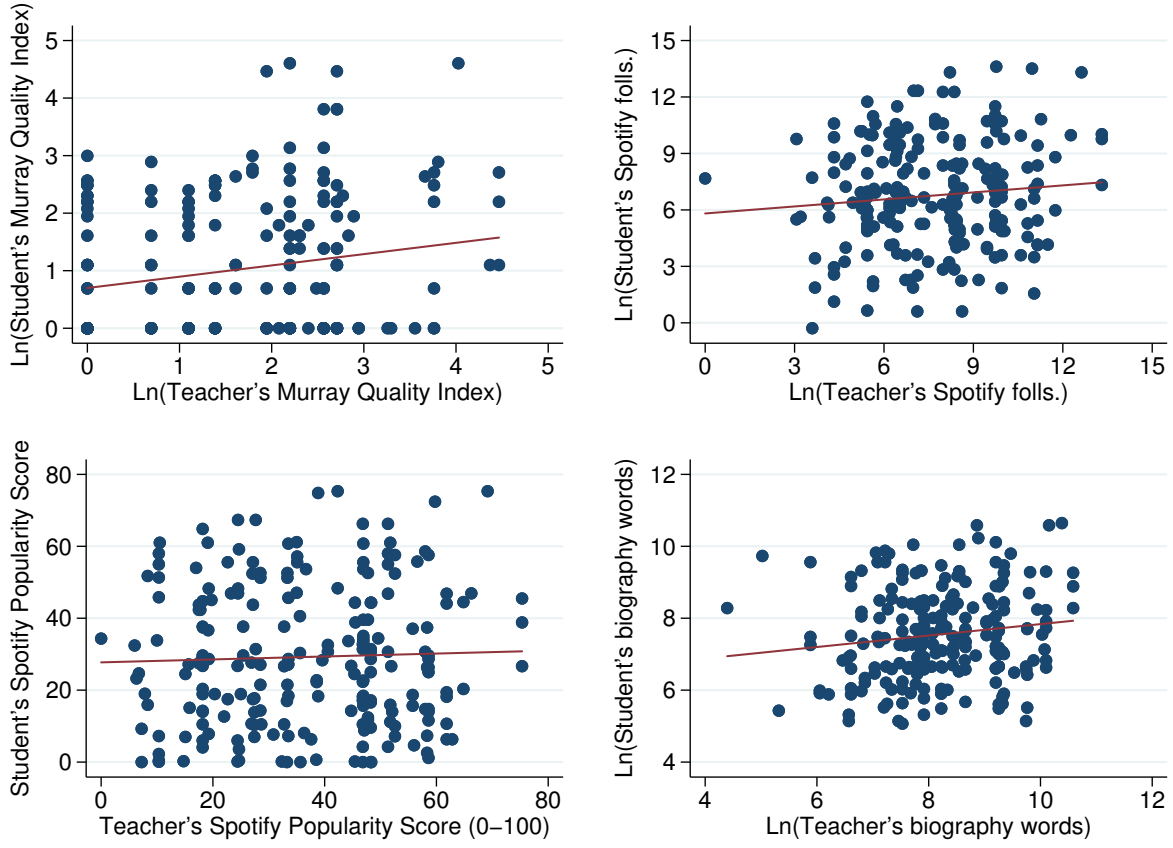 Ln(Student's Murray Quality Index)
5
4
3
2
1
0
0 1 2 3 4 5
Ln(Teacher's Murray Quality Index)
Ln(Student's Spotify folls.)
15
12
9
6
3
0
0 3 6 9 12 15
Ln(Teacher's Spotify folls.)
Student's Spotify Popularity Score
80
60
40
20
0
0 20 40 60 80
Teacher's Spotify Popularity Score (0−100)
Ln(Student's biography words)
12
10
8
6
4
4 6 8 10 12
Ln(Teacher's biography words)